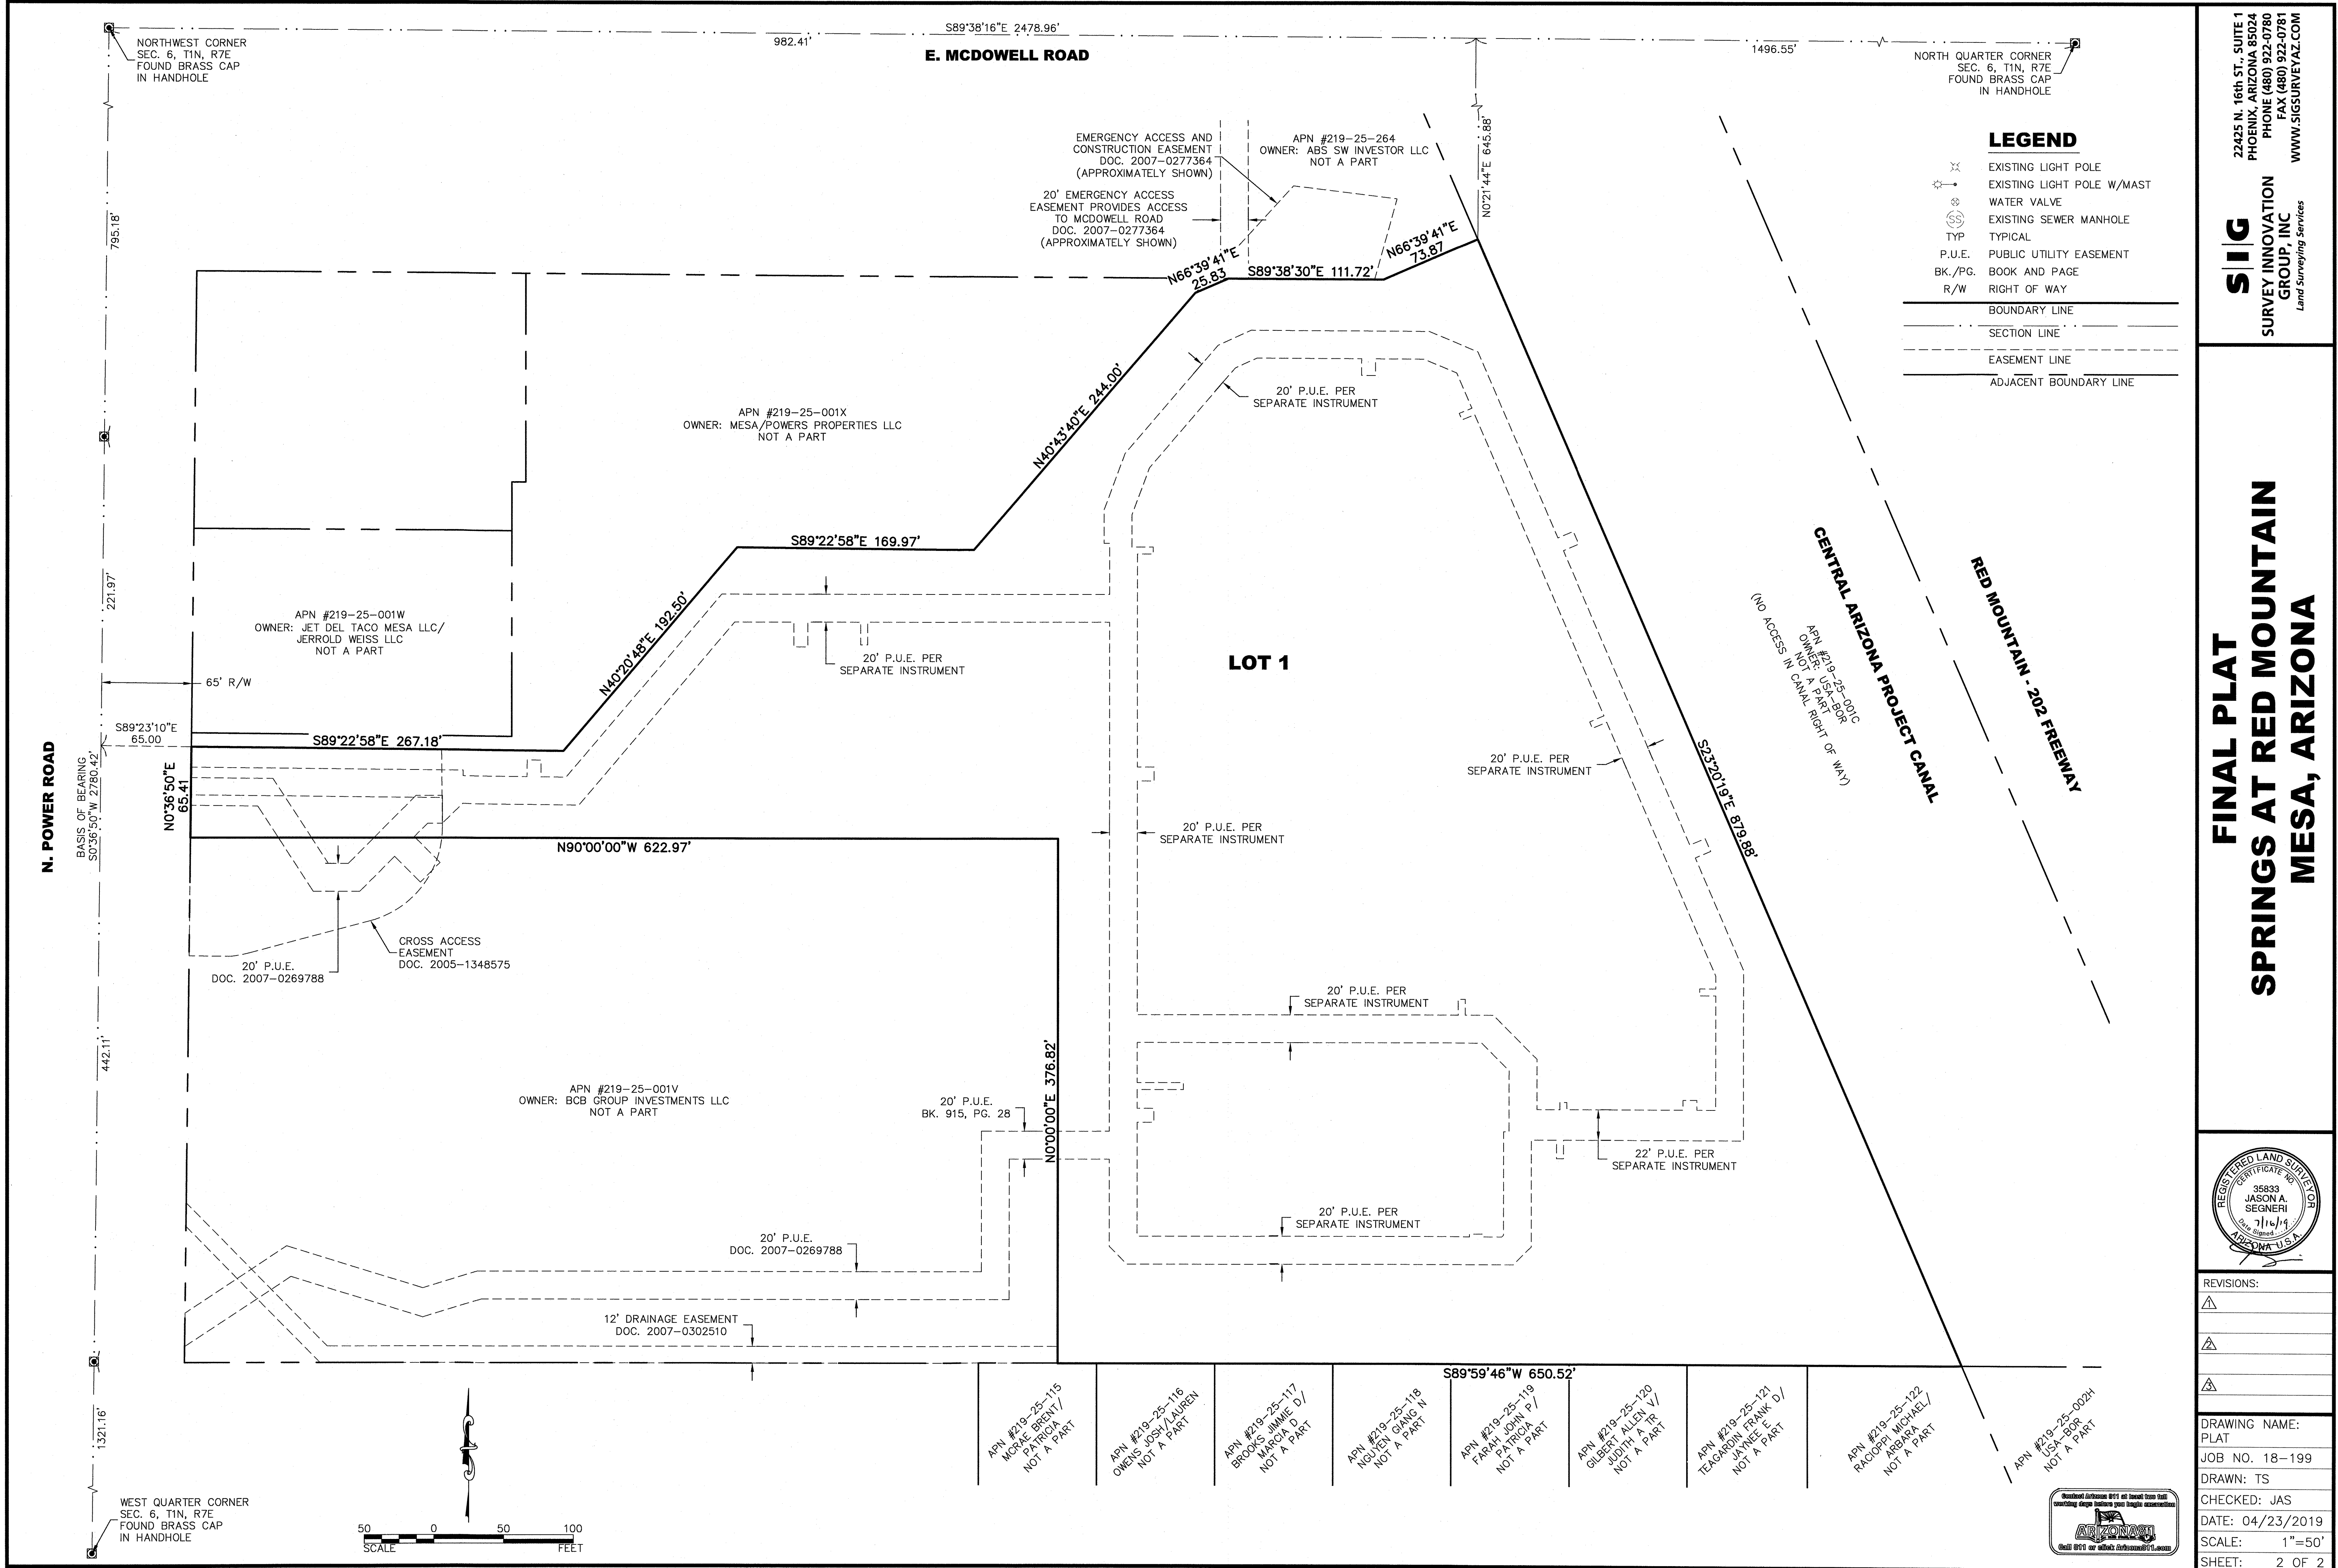 S89°38'16"E 2478.96'
982.41'
E. MCDOWELL ROAD
1496.55'
NORTHWEST CORNER
SEC. 6, T1N, R7E
FOUND BRASS CAP
IN HANDHOLE
NORTH QUARTER CORNER
SEC. 6, T1N, R7E
FOUND BRASS CAP
IN HANDHOLE
795.18'
N0°21'44"E 645.88'
EMERGENCY ACCESS AND
CONSTRUCTION EASEMENT
DOC. 2007-0277364
(APPROXIMATELY SHOWN)
20' EMERGENCY ACCESS
EASEMENT PROVIDES ACCESS
TO MCDOWELL ROAD
DOC. 2007-0277364
(APPROXIMATELY SHOWN)
APN #219-25-264
OWNER: ABS SW INVESTOR LLC
NOT A PART
LEGEND
EXISTING LIGHT POLE
EXISTING LIGHT POLE W/MAST
WATER VALVE
SS EXISTING SEWER MANHOLE
TYP TYPICAL
P.U.E. PUBLIC UTILITY EASEMENT
BK./PG. BOOK AND PAGE
R/W RIGHT OF WAY
BOUNDARY LINE
SECTION LINE
EASEMENT LINE
ADJACENT BOUNDARY LINE
N66°39'41"E
25.83
S89°38'30"E 111.72'
N66°39'41"E
73.87
APN #219-25-001X
OWNER: MESA/POWERS PROPERTIES LLC
NOT A PART
N40°43'40"E 244.00'
20' P.U.E. PER
SEPARATE INSTRUMENT
S89°22'58"E 169.97'
221.97'
APN #219-25-001W
OWNER: JET DEL TACO MESA LLC/
JERROLD WEISS LLC
NOT A PART
N40°20'48"E 192.50'
20' P.U.E. PER
SEPARATE INSTRUMENT
LOT 1
65' R/W
S89°23'10"E
65.00
S89°22'58"E 267.18'
N. POWER ROAD
BASIS OF BEARING
S0°36'50"W 2780.42'
N0°36'50"E
65.41
N90°00'00"W 622.97'
20' P.U.E. PER
SEPARATE INSTRUMENT
20' P.U.E. PER
SEPARATE INSTRUMENT
S23°20'19"E 879.88'
CENTRAL ARIZONA PROJECT CANAL
APN #219-25-001C
OWNER: USA-BOR
NOT A PART
(NO ACCESS IN CANAL RIGHT OF WAY)
RED MOUNTAIN - 202 FREEWAY
20' P.U.E.
DOC. 2007-0269788
CROSS ACCESS
EASEMENT
DOC. 2005-1348575
442.11'
20' P.U.E. PER
SEPARATE INSTRUMENT
APN #219-25-001V
OWNER: BCB GROUP INVESTMENTS LLC
NOT A PART
20' P.U.E.
BK. 915, PG. 28
N0°00'00"E 376.82'
22' P.U.E. PER
SEPARATE INSTRUMENT
20' P.U.E. PER
SEPARATE INSTRUMENT
20' P.U.E.
DOC. 2007-0269788
12' DRAINAGE EASEMENT
DOC. 2007-0302510
S89°59'46"W 650.52'
1321.16'
APN #219-25-115
MCRAE BRENT/
PATRICIA
NOT A PART
APN #219-25-116
OWENS JOSH/LAUREN
NOT A PART
APN #219-25-117
BROOKS JIMMIE D/
MARCIA D
NOT A PART
APN #219-25-118
NGUYEN GIANG N
NOT A PART
APN #219-25-119
FARAH JOHN P/
PATRICIA
NOT A PART
APN #219-25-120
GILBERT ALLEN V/
JUDITH A TR
NOT A PART
APN #219-25-121
TEAGARDIN FRANK D/
JAYNEE E
NOT A PART
APN #219-25-122
RACIOPPI MICHAEL/
ARBARA
NOT A PART
APN #219-25-002H
USA-BOR
NOT A PART
WEST QUARTER CORNER
SEC. 6, T1N, R7E
FOUND BRASS CAP
IN HANDHOLE
50 0 50 100
SCALE FEET
Contact Arizona 811 at least two full
working days before you begin excavation
ARIZONA811
Call 811 or click Arizona811.com
22425 N. 16th ST., SUITE 1
PHOENIX, ARIZONA 85024
PHONE (480) 922-0780
FAX (480) 922-0781
WWW.SIGSURVEYAZ.COM
SIG
SURVEY INNOVATION
GROUP, INC
Land Surveying Services
FINAL PLAT
SPRINGS AT RED MOUNTAIN
MESA, ARIZONA
REGISTERED LAND SURVEYOR
CERTIFICATE NO.
35833
JASON A.
SEGNERI
7/16/19
Date Signed
ARIZONA U.S.A.
REVISIONS:
1
2
3
DRAWING NAME:
PLAT
JOB NO. 18-199
DRAWN: TS
CHECKED: JAS
DATE: 04/23/2019
SCALE: 1"=50'
SHEET: 2 OF 2